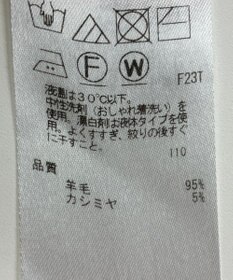 F
W
F23T
液温は30℃以下。
中性洗剤（おしゃれ着洗い）を
使用。漂白剤は液体タイプを使
用。よくすすぎ、絞りの後すぐ
に干すこと。
110
品質
羊毛 95%
カシミヤ 5%